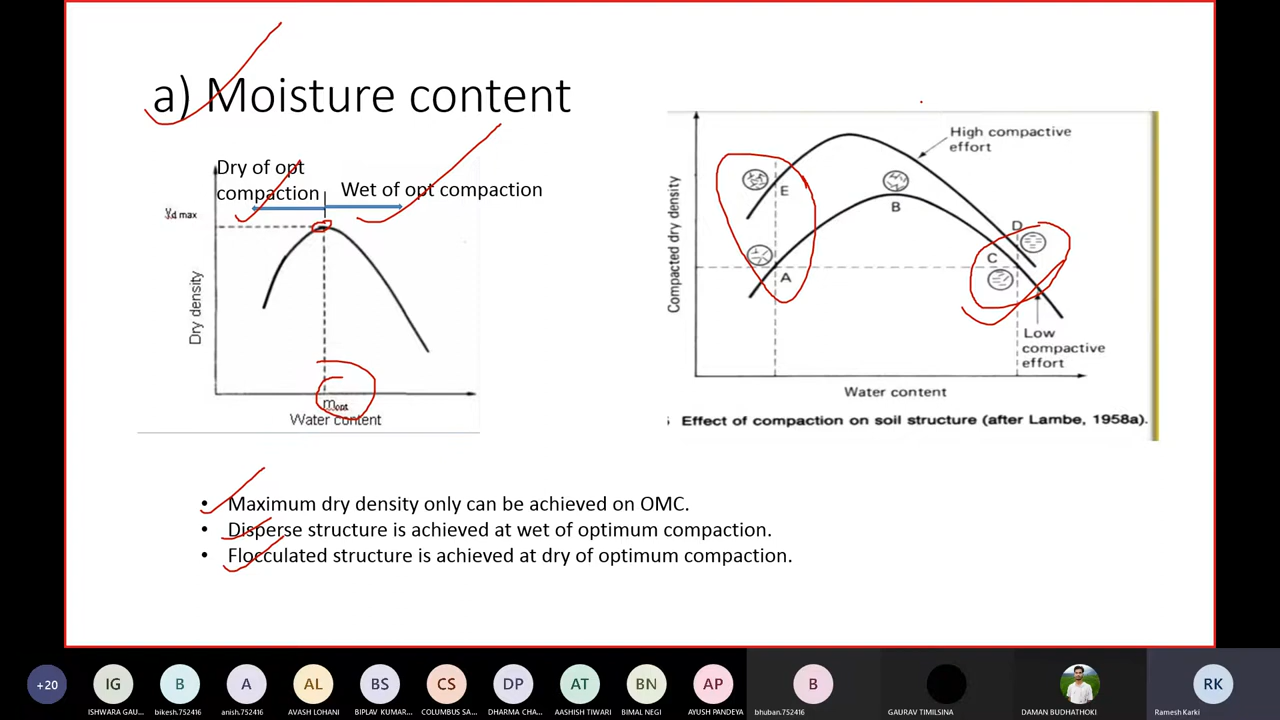 a) Moisture content
Dry of opt
compaction
Wet of opt compaction
γd max
Dry density
mopt
Water content
High compactive
effort
Compacted dry density
E
B
A
D
C
Low
compactive
effort
Water content
Effect of compaction on soil structure (after Lambe, 1958a).
• Maximum dry density only can be achieved on OMC.
• Disperse structure is achieved at wet of optimum compaction.
• Flocculated structure is achieved at dry of optimum compaction.
+20
IG
B
A
AL
BS
CS
DP
AT
BN
AP
B
RK
ISHWARA GAU...
bikesh.752416
anish.752416
AVASH LOHANI
BIPLAV KUMAR...
COLUMBUS SA...
DHARMA CHA...
AASHISH TIWARI
BIMAL NEGI
AYUSH PANDEYA
bhuban.752416
GAURAV TIMILSINA
DAMAN BUDHATHOKI
Ramesh Karki